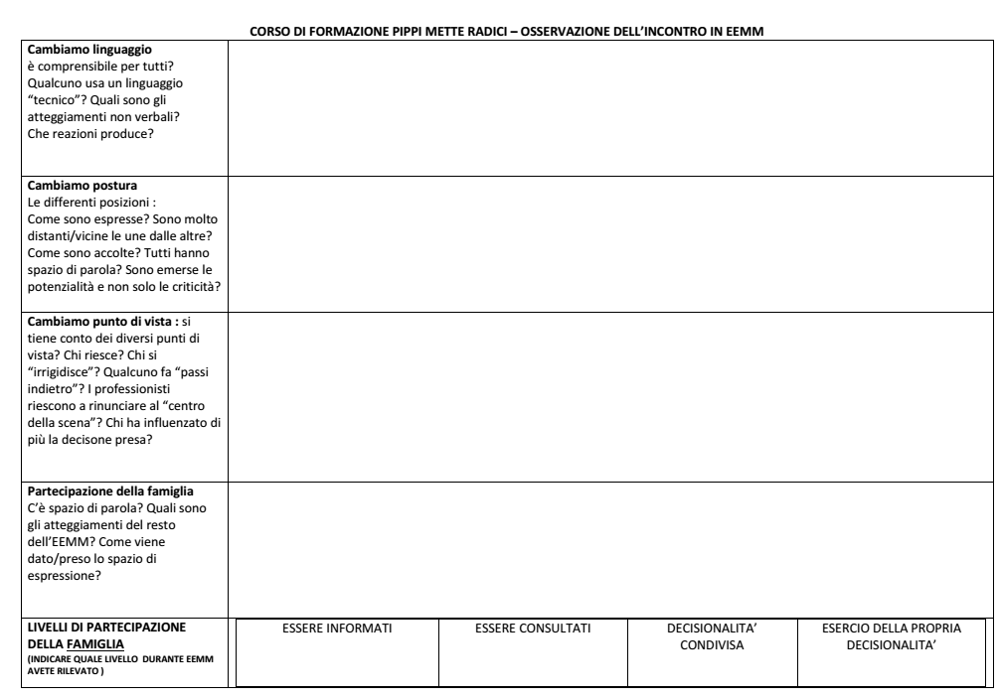 CORSO DI FORMAZIONE PIPPI METTE RADICI – OSSERVAZIONE DELL’INCONTRO IN EEMM
Cambiamo linguaggio
è comprensibile per tutti?
Qualcuno usa un linguaggio
“tecnico”? Quali sono gli
atteggiamenti non verbali?
Che reazioni produce?
Cambiamo postura
Le differenti posizioni :
Come sono espresse? Sono molto
distanti/vicine le une dalle altre?
Come sono accolte? Tutti hanno
spazio di parola? Sono emerse le
potenzialità e non solo le criticità?
Cambiamo punto di vista : si
tiene conto dei diversi punti di
vista? Chi riesce? Chi si
“irrigidisce”? Qualcuno fa “passi
indietro”? I professionisti
riescono a rinunciare al “centro
della scena”? Chi ha influenzato di
più la decisone presa?
Partecipazione della famiglia
C’è spazio di parola? Quali sono
gli atteggiamenti del resto
dell’EEMM? Come viene
dato/preso lo spazio di
espressione?
LIVELLI DI PARTECIPAZIONE
DELLA FAMIGLIA
(INDICARE QUALE LIVELLO DURANTE EEMM
AVETE RILEVATO )
ESSERE INFORMATI
ESSERE CONSULTATI
DECISIONALITA’
CONDIVISA
ESERCIO DELLA PROPRIA
DECISIONALITA’